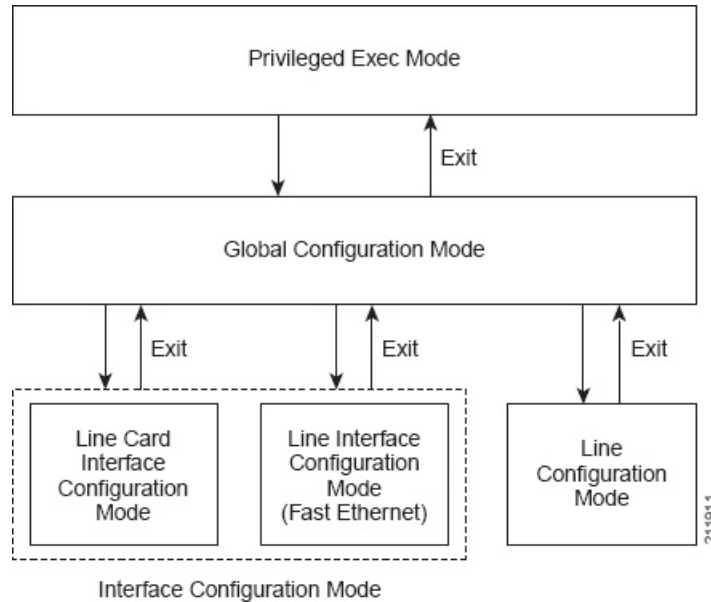 Privileged Exec Mode
Exit
Global Configuration Mode
Exit
Exit
Exit
Line Card
Interface
Configuration
Mode
Line Interface
Configuration
Mode
(Fast Ethernet)
Line
Configuration
Mode
211911
Interface Configuration Mode